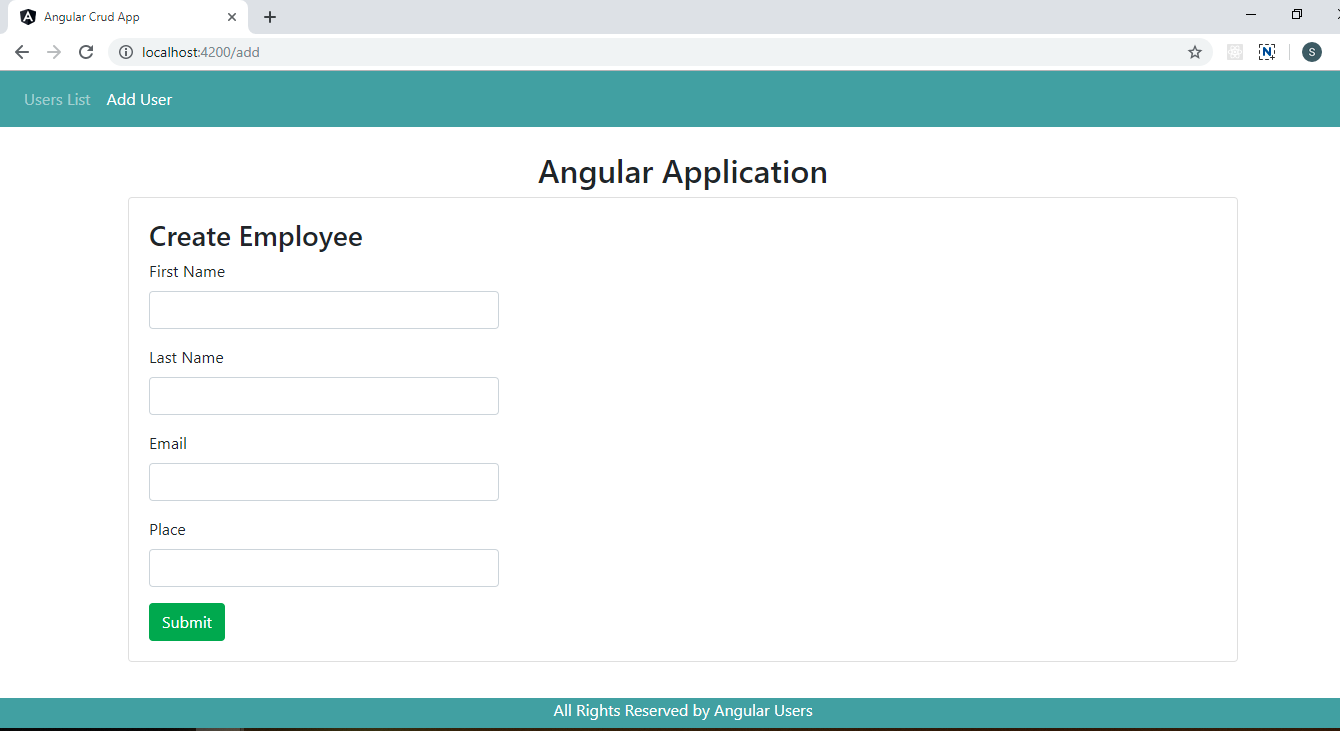 Angular Crud App
localhost:4200/add
N
S
Users List Add User
Angular Application
Create Employee
First Name
Last Name
Email
Place
Submit
All Rights Reserved by Angular Users